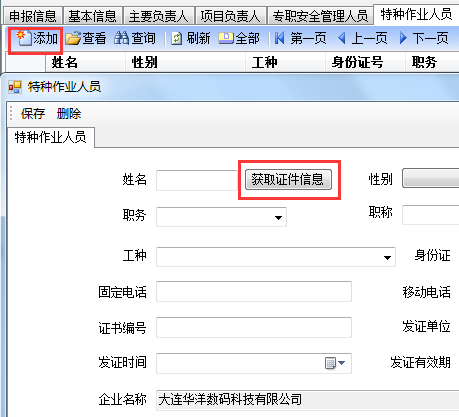 申报信息 基本信息 主要负责人 项目负责人 专职安全管理人员 特种作业人员
添加 查看 查询 刷新 全部 第一页 上一页 下一页
姓名 性别 工种 身份证号 职务
特种作业人员
保存 删除
特种作业人员
姓名 获取证件信息 性别
职务 职称
工种 身份证
固定电话 移动电话
证书编号 发证单位
发证时间 发证有效期
企业名称 大连华洋数码科技有限公司